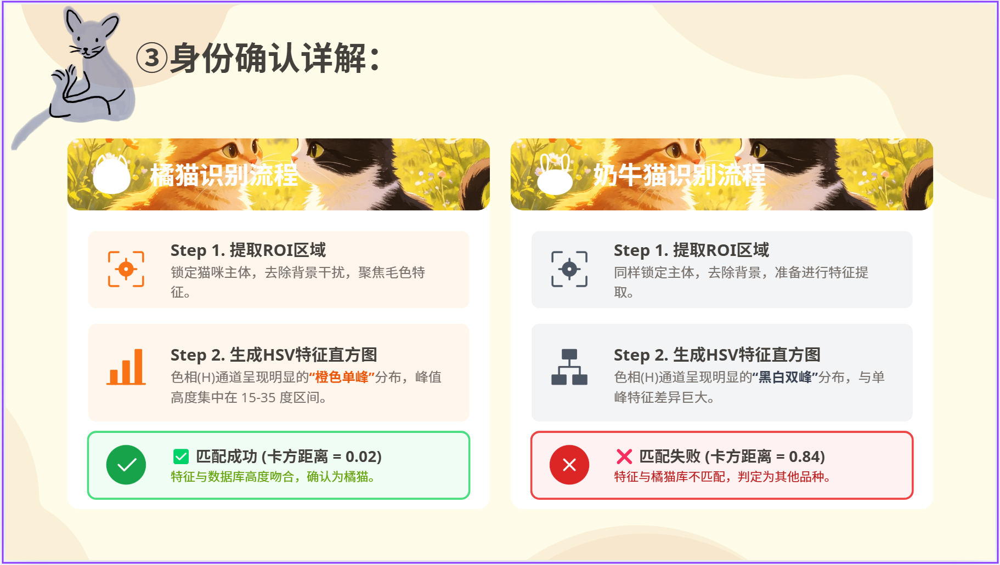 ③身份确认详解：
橘猫识别流程
Step 1. 提取ROI区域
锁定猫咪主体，去除背景干扰，聚焦毛色特
征。
Step 2. 生成HSV特征直方图
色相(H)通道呈现明显的“橙色单峰”分布，峰值
高度集中在 15-35 度区间。
✅ 匹配成功 (卡方距离 = 0.02)
特征与数据库高度吻合，确认为橘猫。
奶牛猫识别流程
Step 1. 提取ROI区域
同样锁定主体，去除背景，准备进行特征提
取。
Step 2. 生成HSV特征直方图
色相(H)通道呈现明显的“黑白双峰”分布，与单
峰特征差异巨大。
❌ 匹配失败 (卡方距离 = 0.84)
特征与橘猫库不匹配，判定为其他品种。